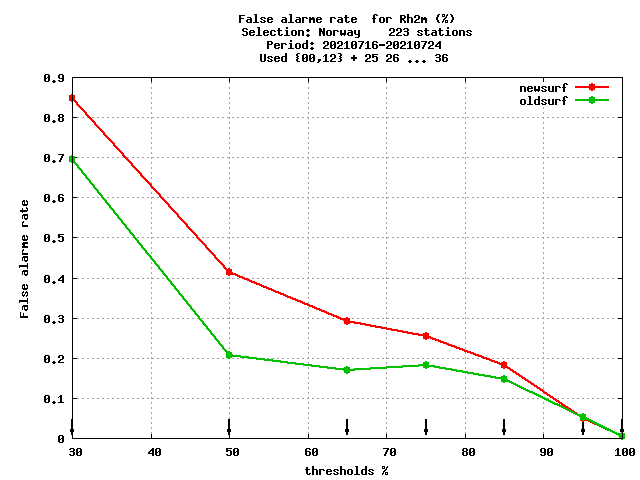 False alarme rate  for Rh2m (%)
Selection: Norway    223 stations
Period: 20210716-20210724
Used {00,12} + 25 26 ... 36
newsurf
oldsurf
False alarme rate
0,9
0,8
0,7
0,6
0,5
0,4
0,3
0,2
0,1
0
30 40 50 60 70 80 90 100
thresholds %